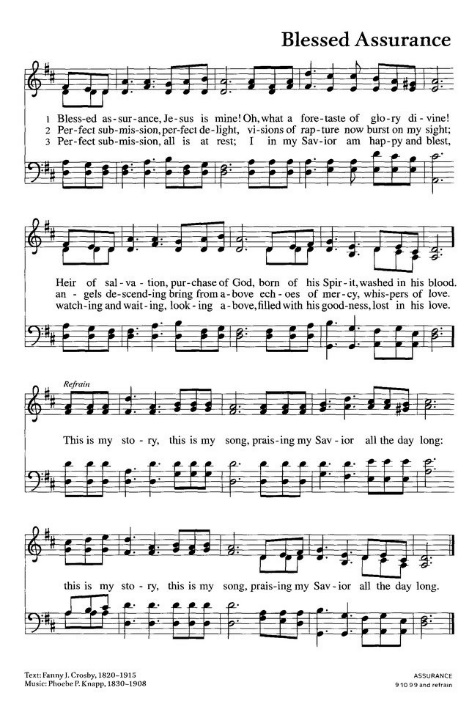 Blessed Assurance
1 Bless-ed as-sur-ance, Je-sus is mine! Oh, what a fore-taste of glo-ry di-vine!
2 Per-fect sub-mis-sion, per-fect de-light, vi-sions of rap-ture now burst on my sight;
3 Per-fect sub-mis-sion, all is at rest; I in my Sav-ior am hap-py and blest,
Heir of sal-va-tion, pur-chase of God, born of his Spir-it, washed in his blood.
an-gels de-scend-ing bring from a-bove ech-oes of mer-cy, whis-pers of love.
watch-ing and wait-ing, look-ing a-bove, filled with his good-ness, lost in his love.
Refrain
This is my sto-ry, this is my song, prais-ing my Sav-ior all the day long:
this is my sto-ry, this is my song, prais-ing my Sav-ior all the day long.
Text: Fanny J. Crosby, 1820-1915
Music: Phoebe P. Knapp, 1830-1908
ASSURANCE
9 10 9 9 and refrain